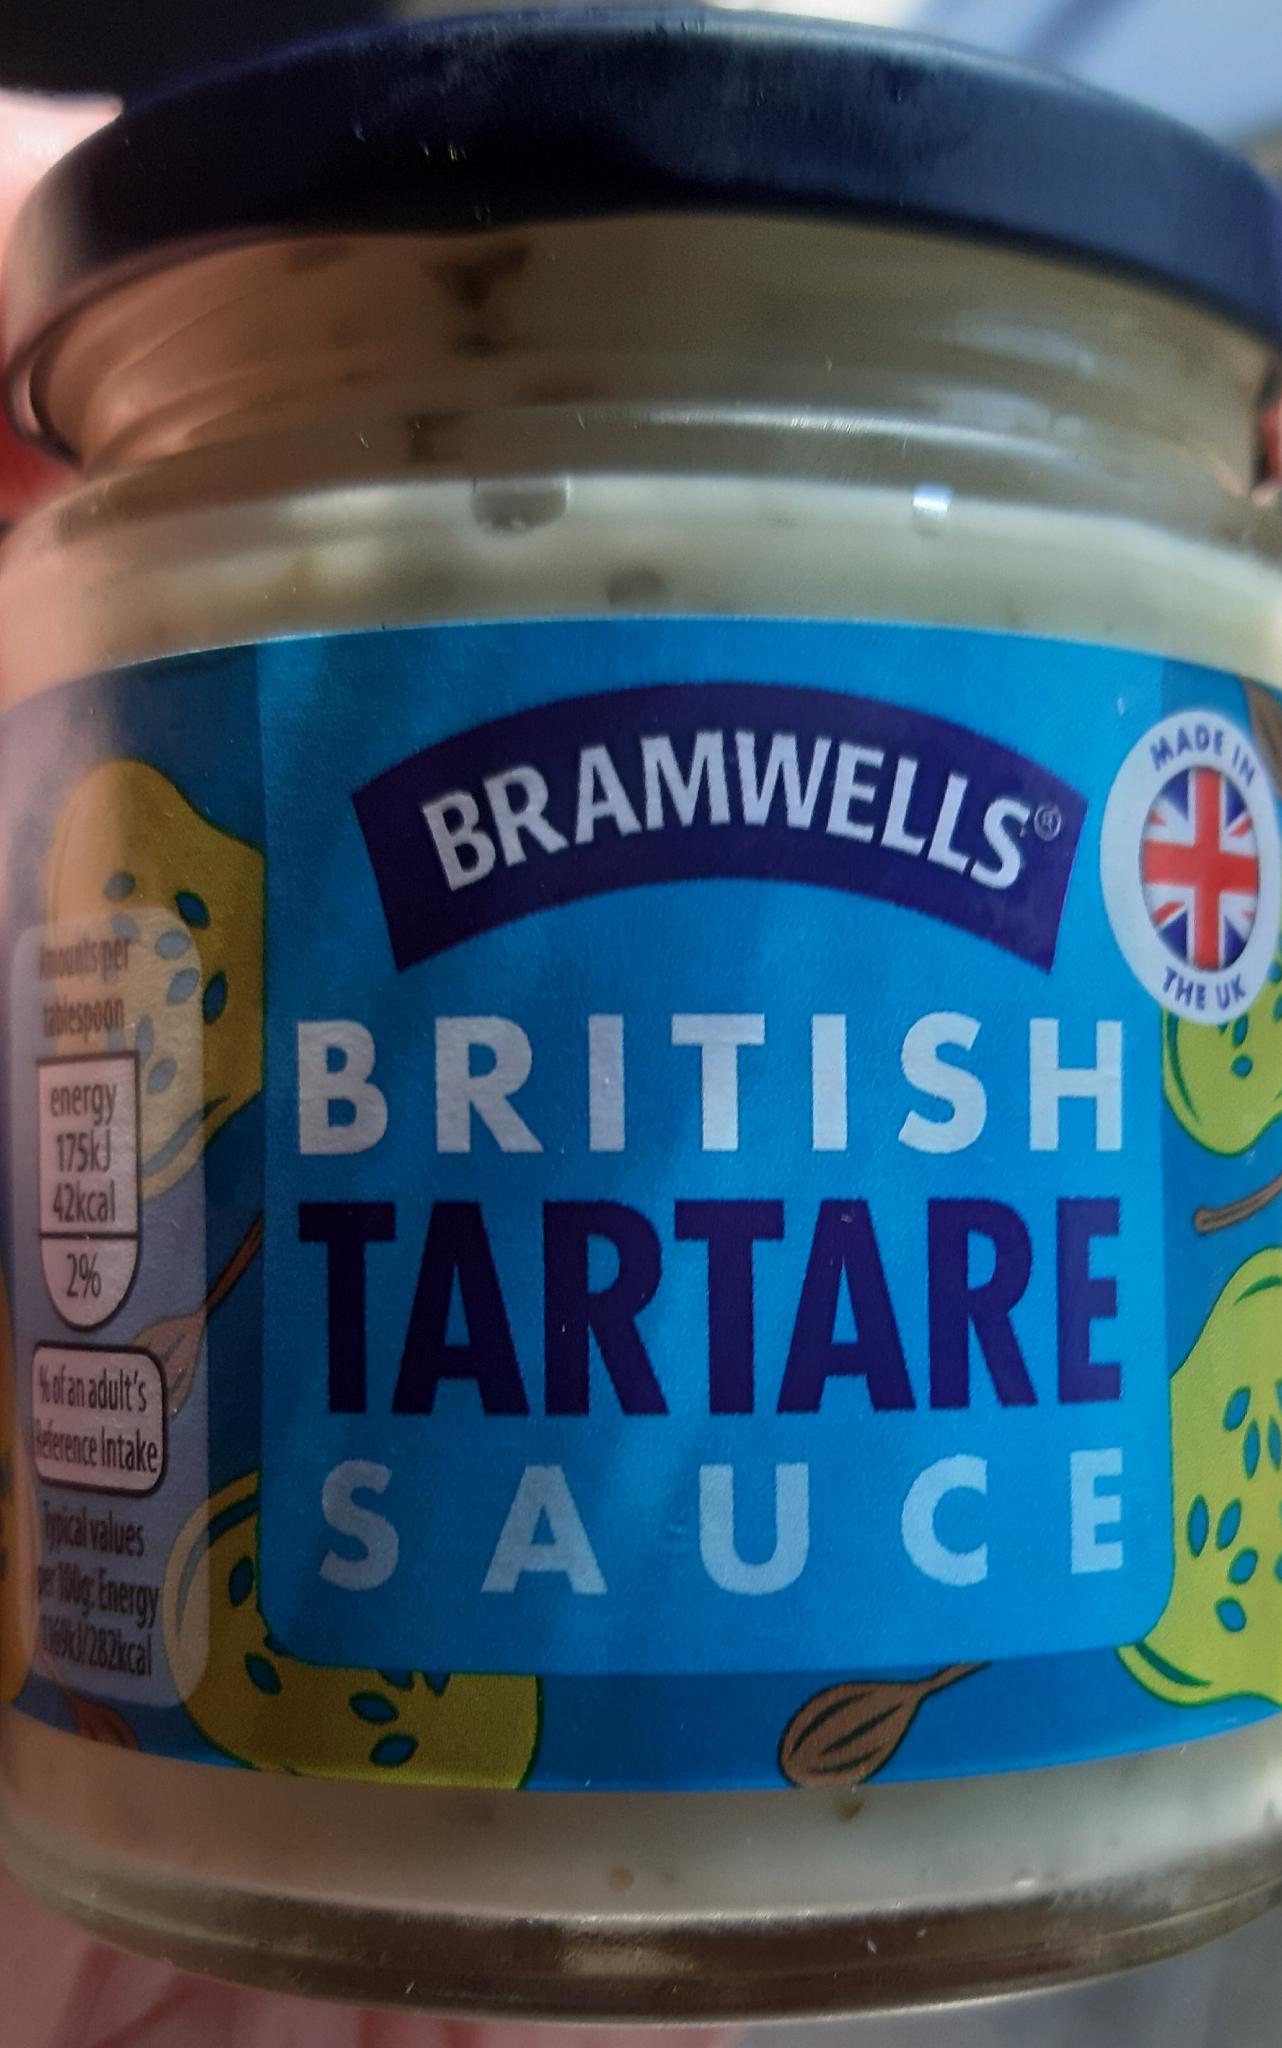 BRAMWELLS®
MADE IN
THE UK
BRITISH
TARTARE
SAUCE
Amounts per
tablespoon
energy
175kJ
42kcal
2%
% of an adult's
Reference Intake
Typical values
per 100g: Energy
1169kJ/282kcal